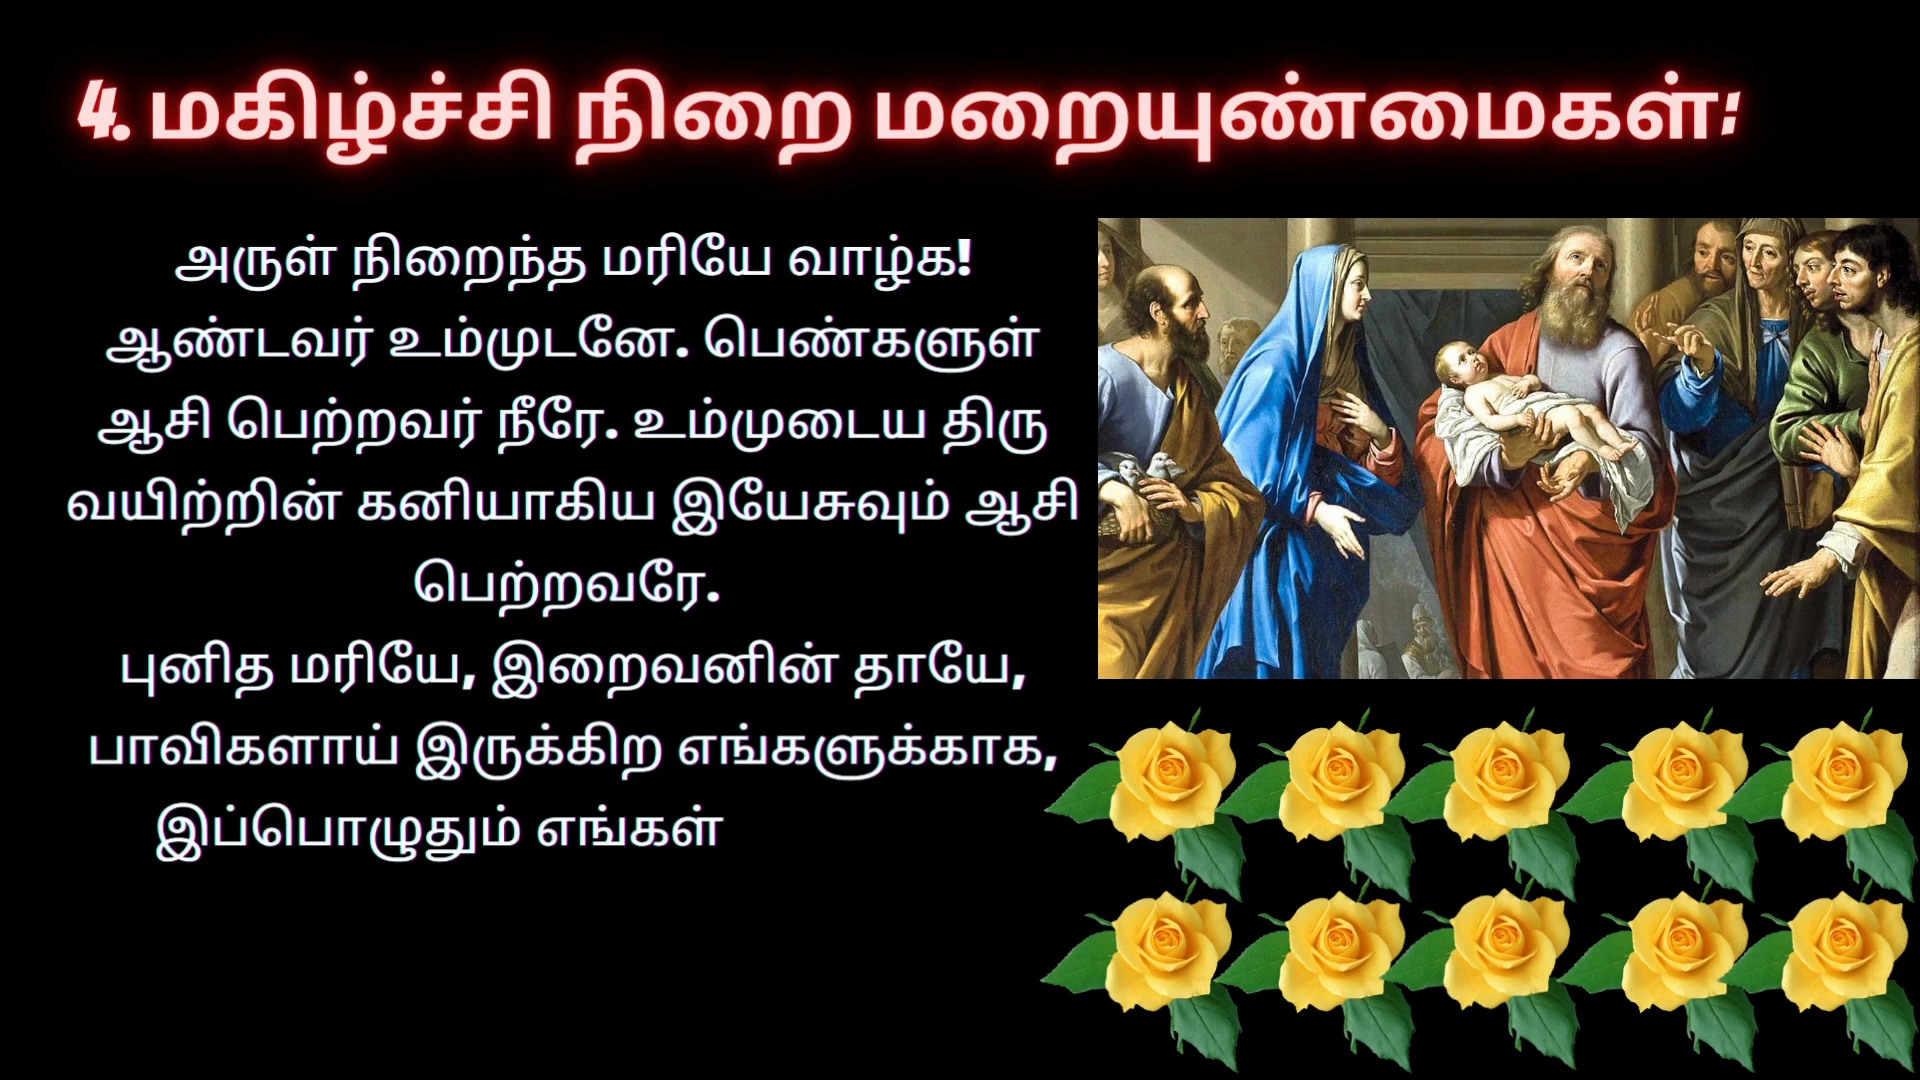 4. மகிழ்ச்சி நிறை மறையுண்மைகள்:
அருள் நிறைந்த மரியே வாழ்க!
ஆண்டவர் உம்முடனே. பெண்களுள்
ஆசி பெற்றவர் நீரே. உம்முடைய திரு
வயிற்றின் கனியாகிய இயேசுவும் ஆசி
பெற்றவரே.
புனித மரியே, இறைவனின் தாயே,
பாவிகளாய் இருக்கிற எங்களுக்காக,
இப்பொழுதும் எங்கள்